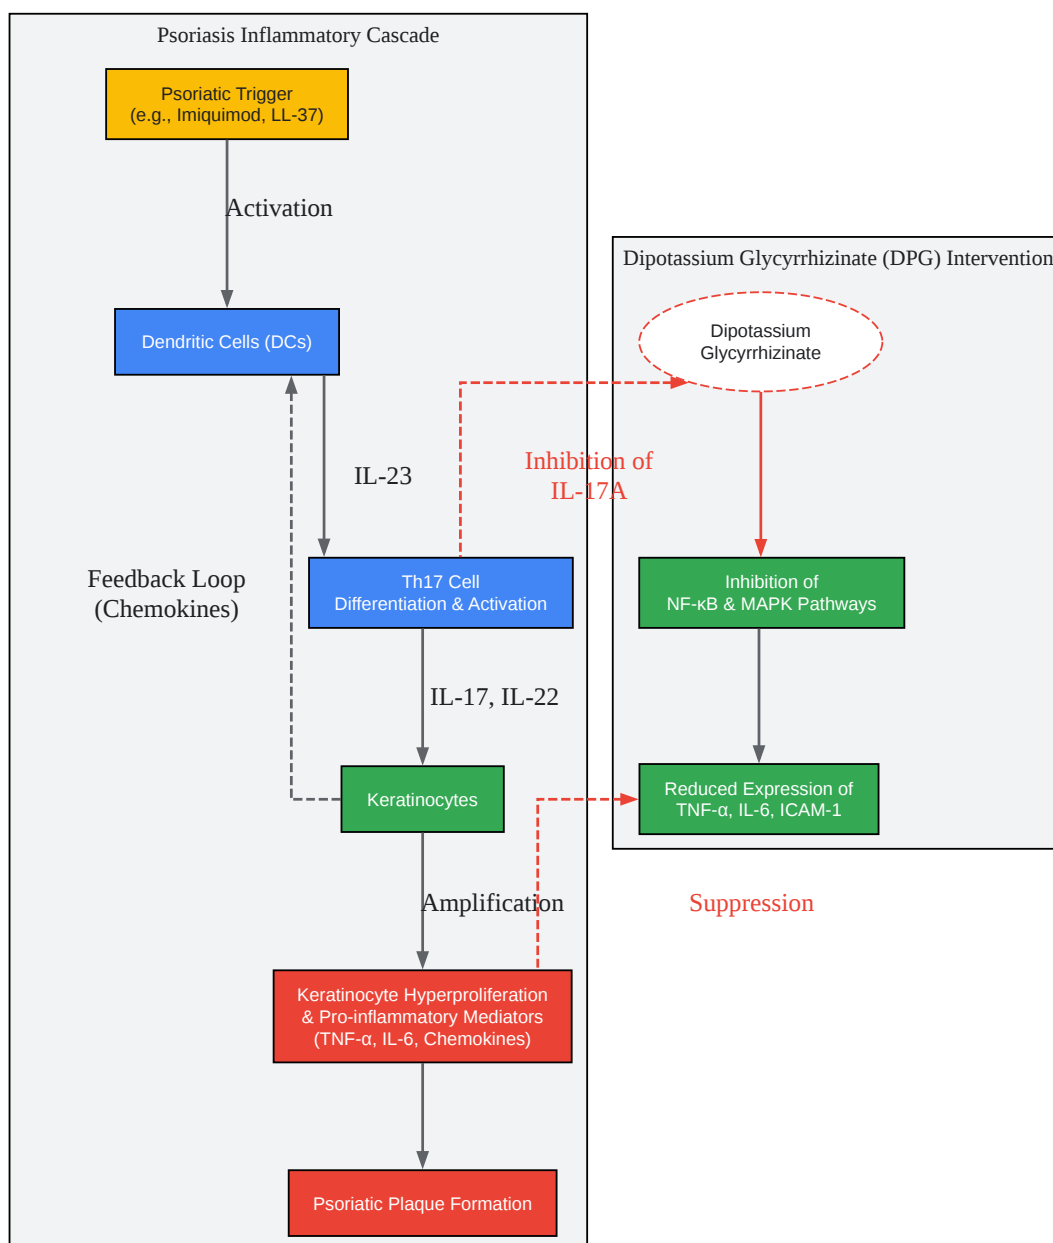 Psoriasis Inflammatory Cascade
Psoriatic Trigger
(e.g., Imiquimod, LL-37)
Activation
Dendritic Cells (DCs)
IL-23
Feedback Loop
(Chemokines)
Th17 Cell
Differentiation & Activation
IL-17, IL-22
Keratinocytes
Amplification
Keratinocyte Hyperproliferation
& Pro-inflammatory Mediators
(TNF-α, IL-6, Chemokines)
Psoriatic Plaque Formation
Dipotassium Glycyrrhizinate (DPG) Intervention
Dipotassium
Glycyrrhizinate
Inhibition of
IL-17A
Inhibition of
NF-κB & MAPK Pathways
Reduced Expression of
TNF-α, IL-6, ICAM-1
Suppression